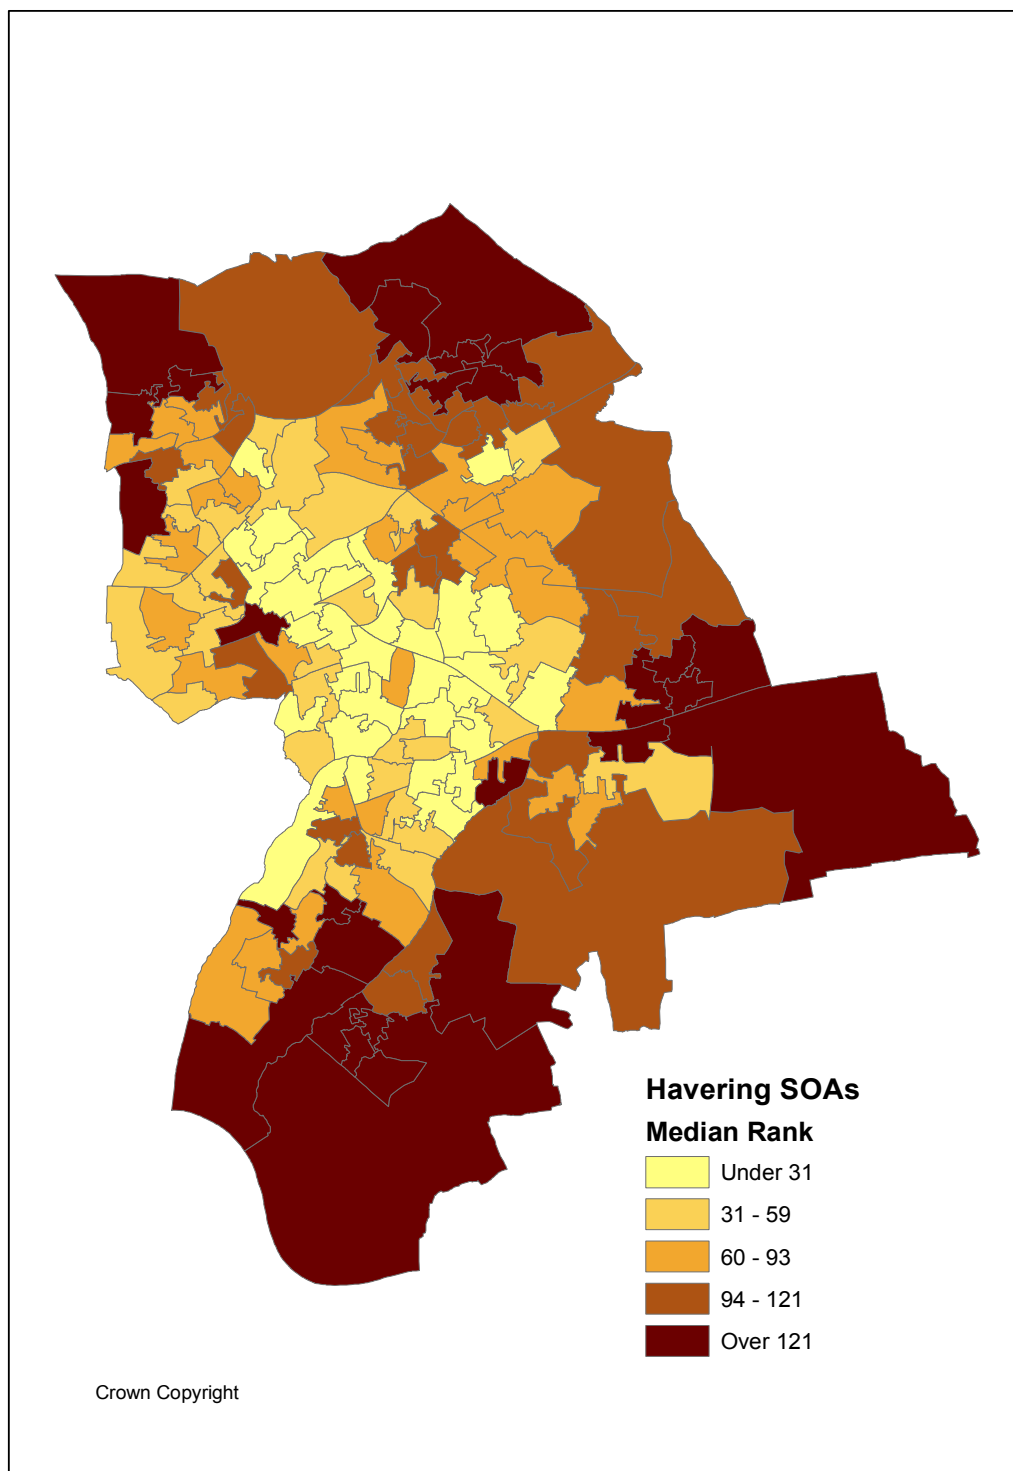 Havering SOAs
Median Rank
Under 31
31 - 59
60 - 93
94 - 121
Over 121
Crown Copyright